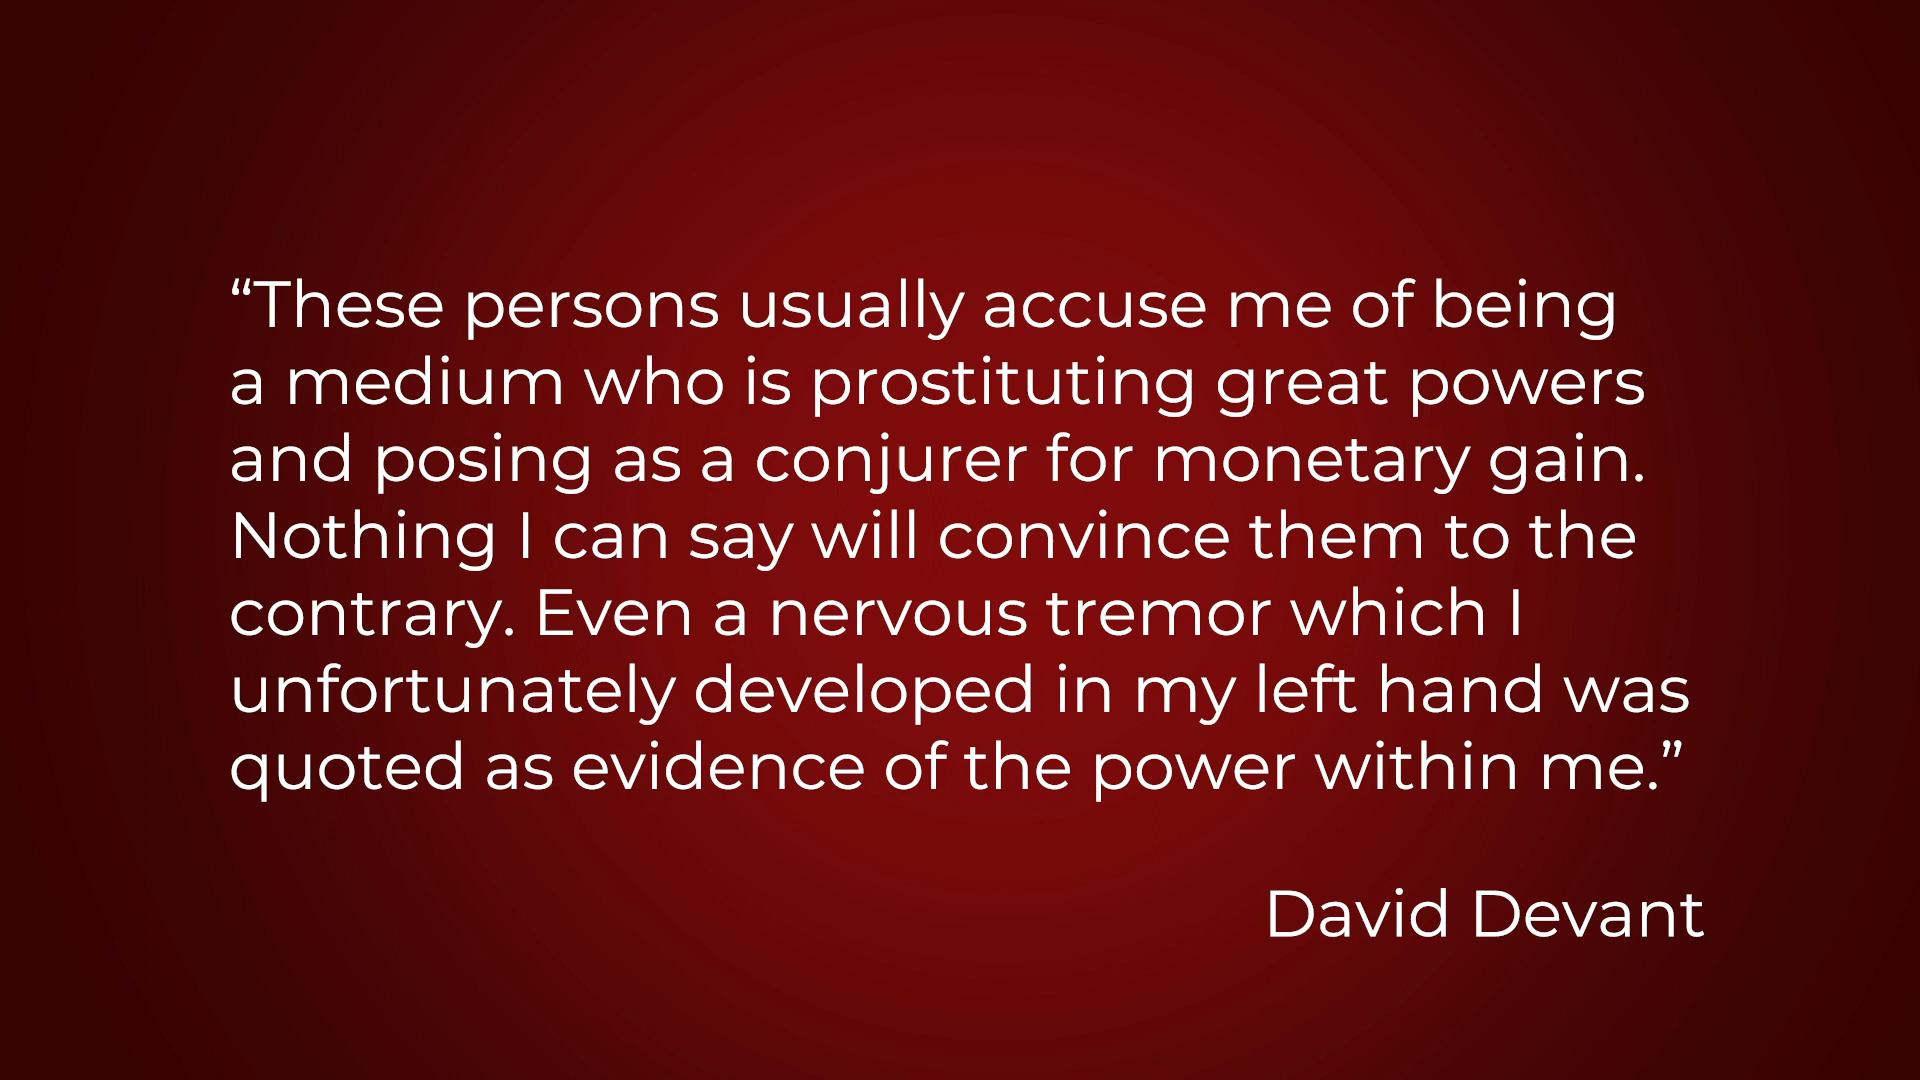 “These persons usually accuse me of being
a medium who is prostituting great powers
and posing as a conjurer for monetary gain.
Nothing I can say will convince them to the
contrary. Even a nervous tremor which I
unfortunately developed in my left hand was
quoted as evidence of the power within me.”
David Devant